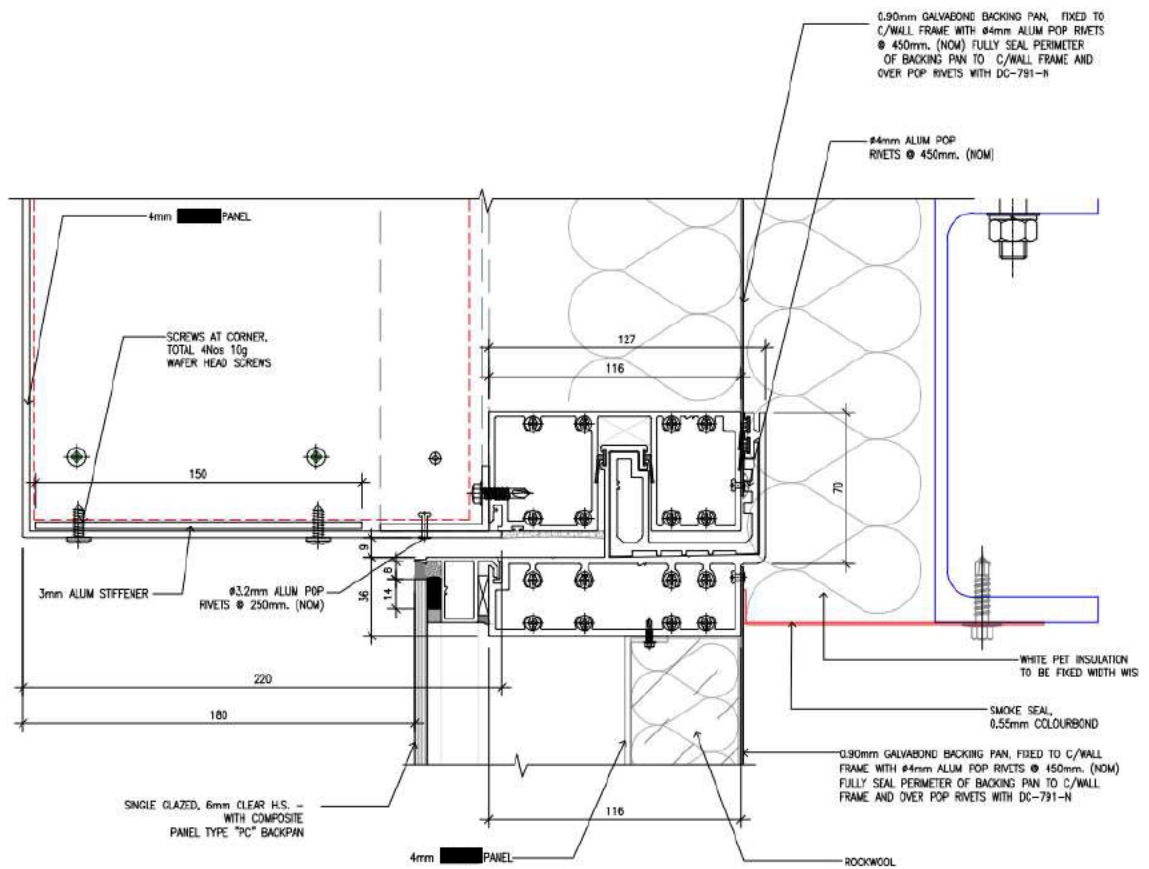 0.90mm GALVABOND BACKING PAN, FIXED TO
C/WALL FRAME WITH ø4mm ALUM POP RIVETS
@ 450mm. (NOM) FULLY SEAL PERIMETER
OF BACKING PAN TO C/WALL FRAME AND
OVER POP RIVETS WITH DC-791-N
ø4mm ALUM POP
RIVETS @ 450mm. (NOM)
4mm PANEL
SCREWS AT CORNER.
TOTAL 4Nos 10g
WAFER HEAD SCREWS
127
116
150
70
9
8
14
36
3mm ALUM STIFFENER
ø3.2mm ALUM POP
RIVETS @ 250mm. (NOM)
220
180
WHITE PET INSULATION
TO BE FIXED WIDTH WIS
SMOKE SEAL,
0.55mm COLOURBOND
0.90mm GALVABOND BACKING PAN, FIXED TO C/WALL
FRAME WITH ø4mm ALUM POP RIVETS @ 450mm. (NOM)
FULLY SEAL PERIMETER OF BACKING PAN TO C/WALL
FRAME AND OVER POP RIVETS WITH DC-791-N
SINGLE GLAZED, 6mm CLEAR H.S. –
WITH COMPOSITE
PANEL TYPE "PC" BACKPAN
116
4mm PANEL
ROCKWOOL